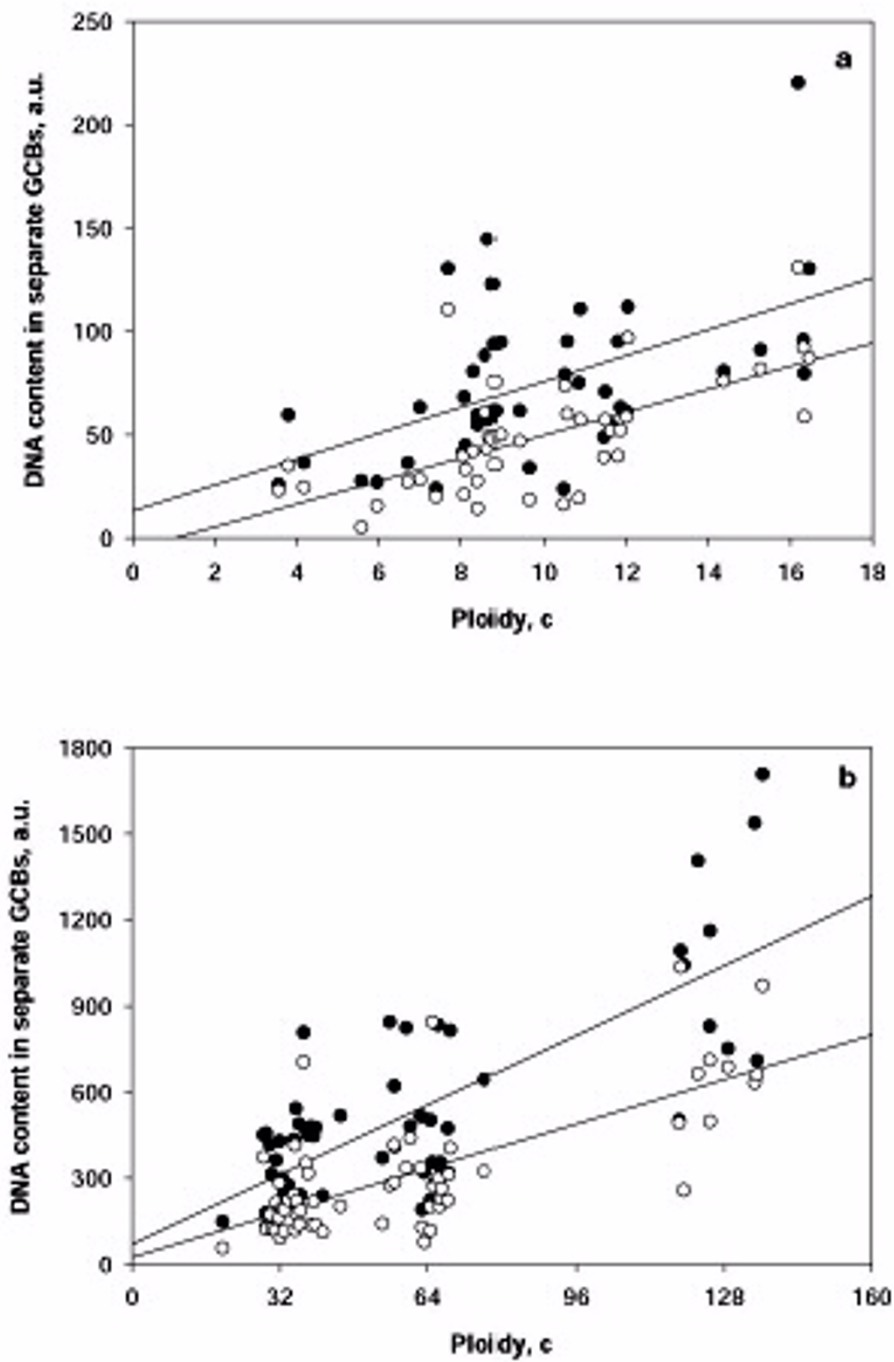 a
DNA content in separate GCBs, a.u.
250
200
150
100
50
0
0 2 4 6 8 10 12 14 16 18
Ploiidy, c
b
DNA content in separate GCBs, a.u.
1800
1500
1200
900
600
300
0
0 32 64 96 128 160
Ploidy, c